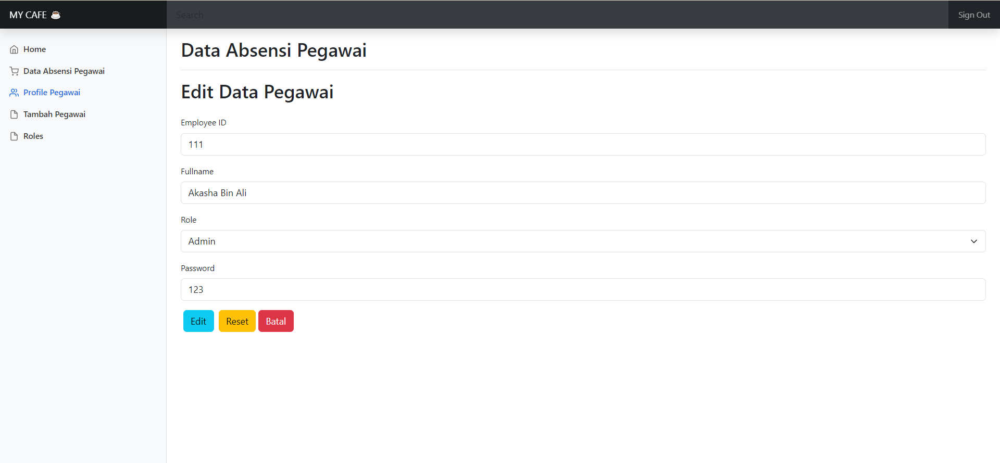 MY CAFE ☕
Search
Sign Out
Home
Data Absensi Pegawai
Profile Pegawai
Tambah Pegawai
Roles
Data Absensi Pegawai
Edit Data Pegawai
Employee ID
111
Fullname
Akasha Bin Ali
Role
Admin
Password
123
Edit Reset Batal